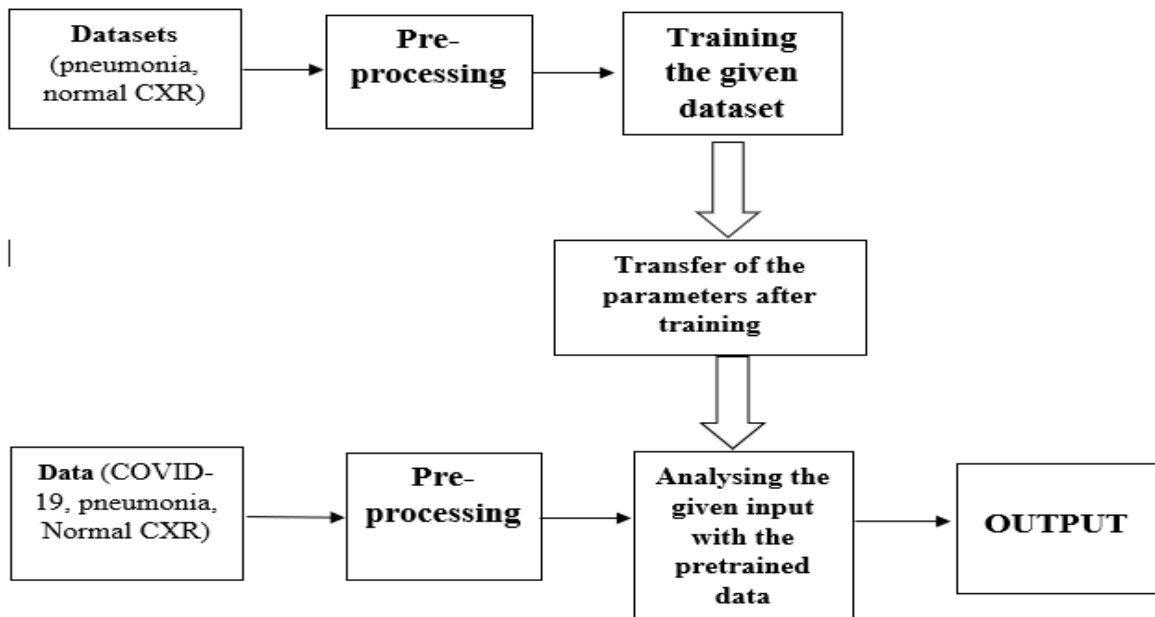 Datasets
(pneumonia,
normal CXR)
Pre-
processing
Training
the given
dataset
Transfer of the
parameters after
training
Data (COVID-
19, pneumonia,
Normal CXR)
Pre-
processing
Analysing the
given input
with the
pretrained
data
OUTPUT